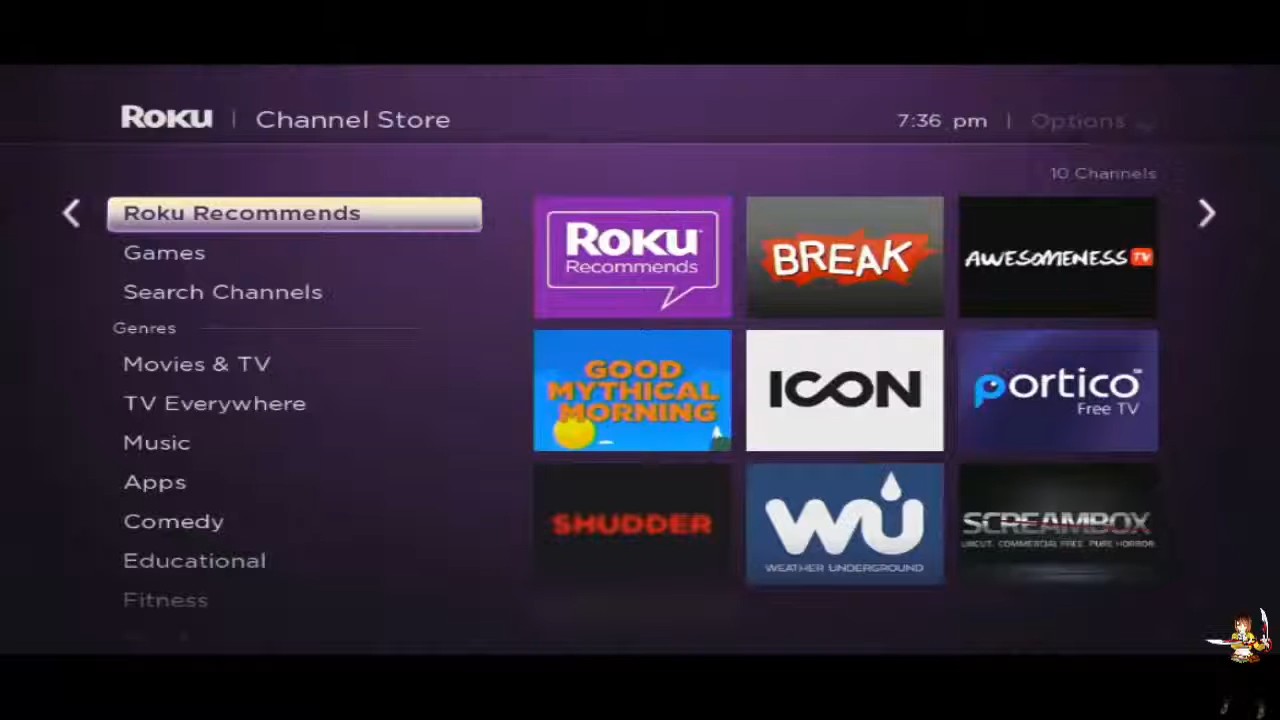 ROKU | Channel Store
7:36 pm | Options
10 Channels
Roku Recommends
Games
Search Channels
Genres
Movies & TV
TV Everywhere
Music
Apps
Comedy
Educational
Fitness
ROKU
Recommends
BREAK
AWESOMENESS TV
GOOD
MYTHICAL
MORNING
ICON
portico™
Free TV
SHUDDER
WU
WEATHER UNDERGROUND
SCREAMBOX
UNCUT. COMMERCIAL FREE. PURE HORROR